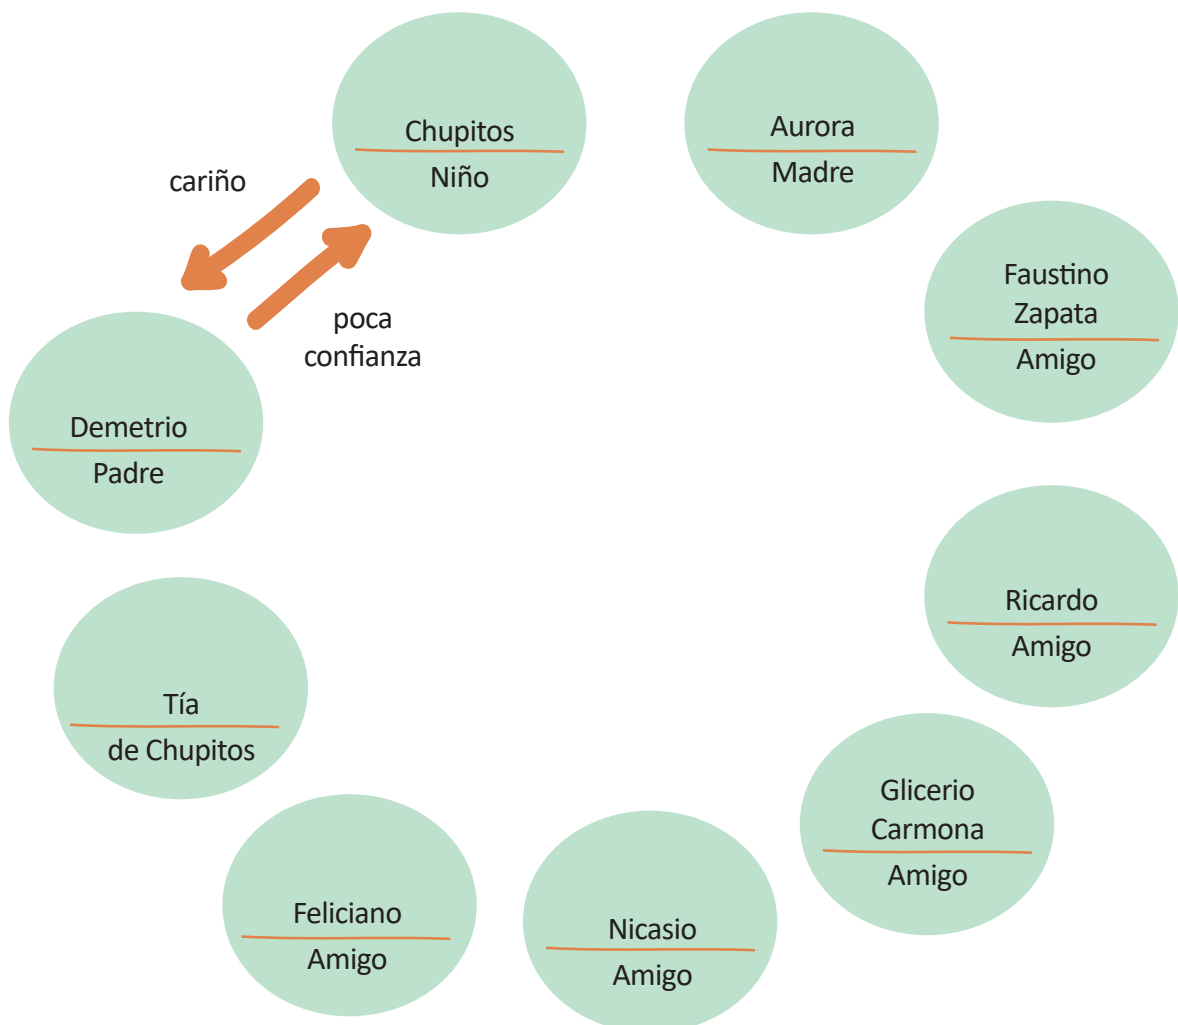 Chupitos
Niño
Aurora
Madre
cariño
Faustino
Zapata
Amigo
poca
confianza
Demetrio
Padre
Ricardo
Amigo
Tía
de Chupitos
Glicerio
Carmona
Amigo
Feliciano
Amigo
Nicasio
Amigo